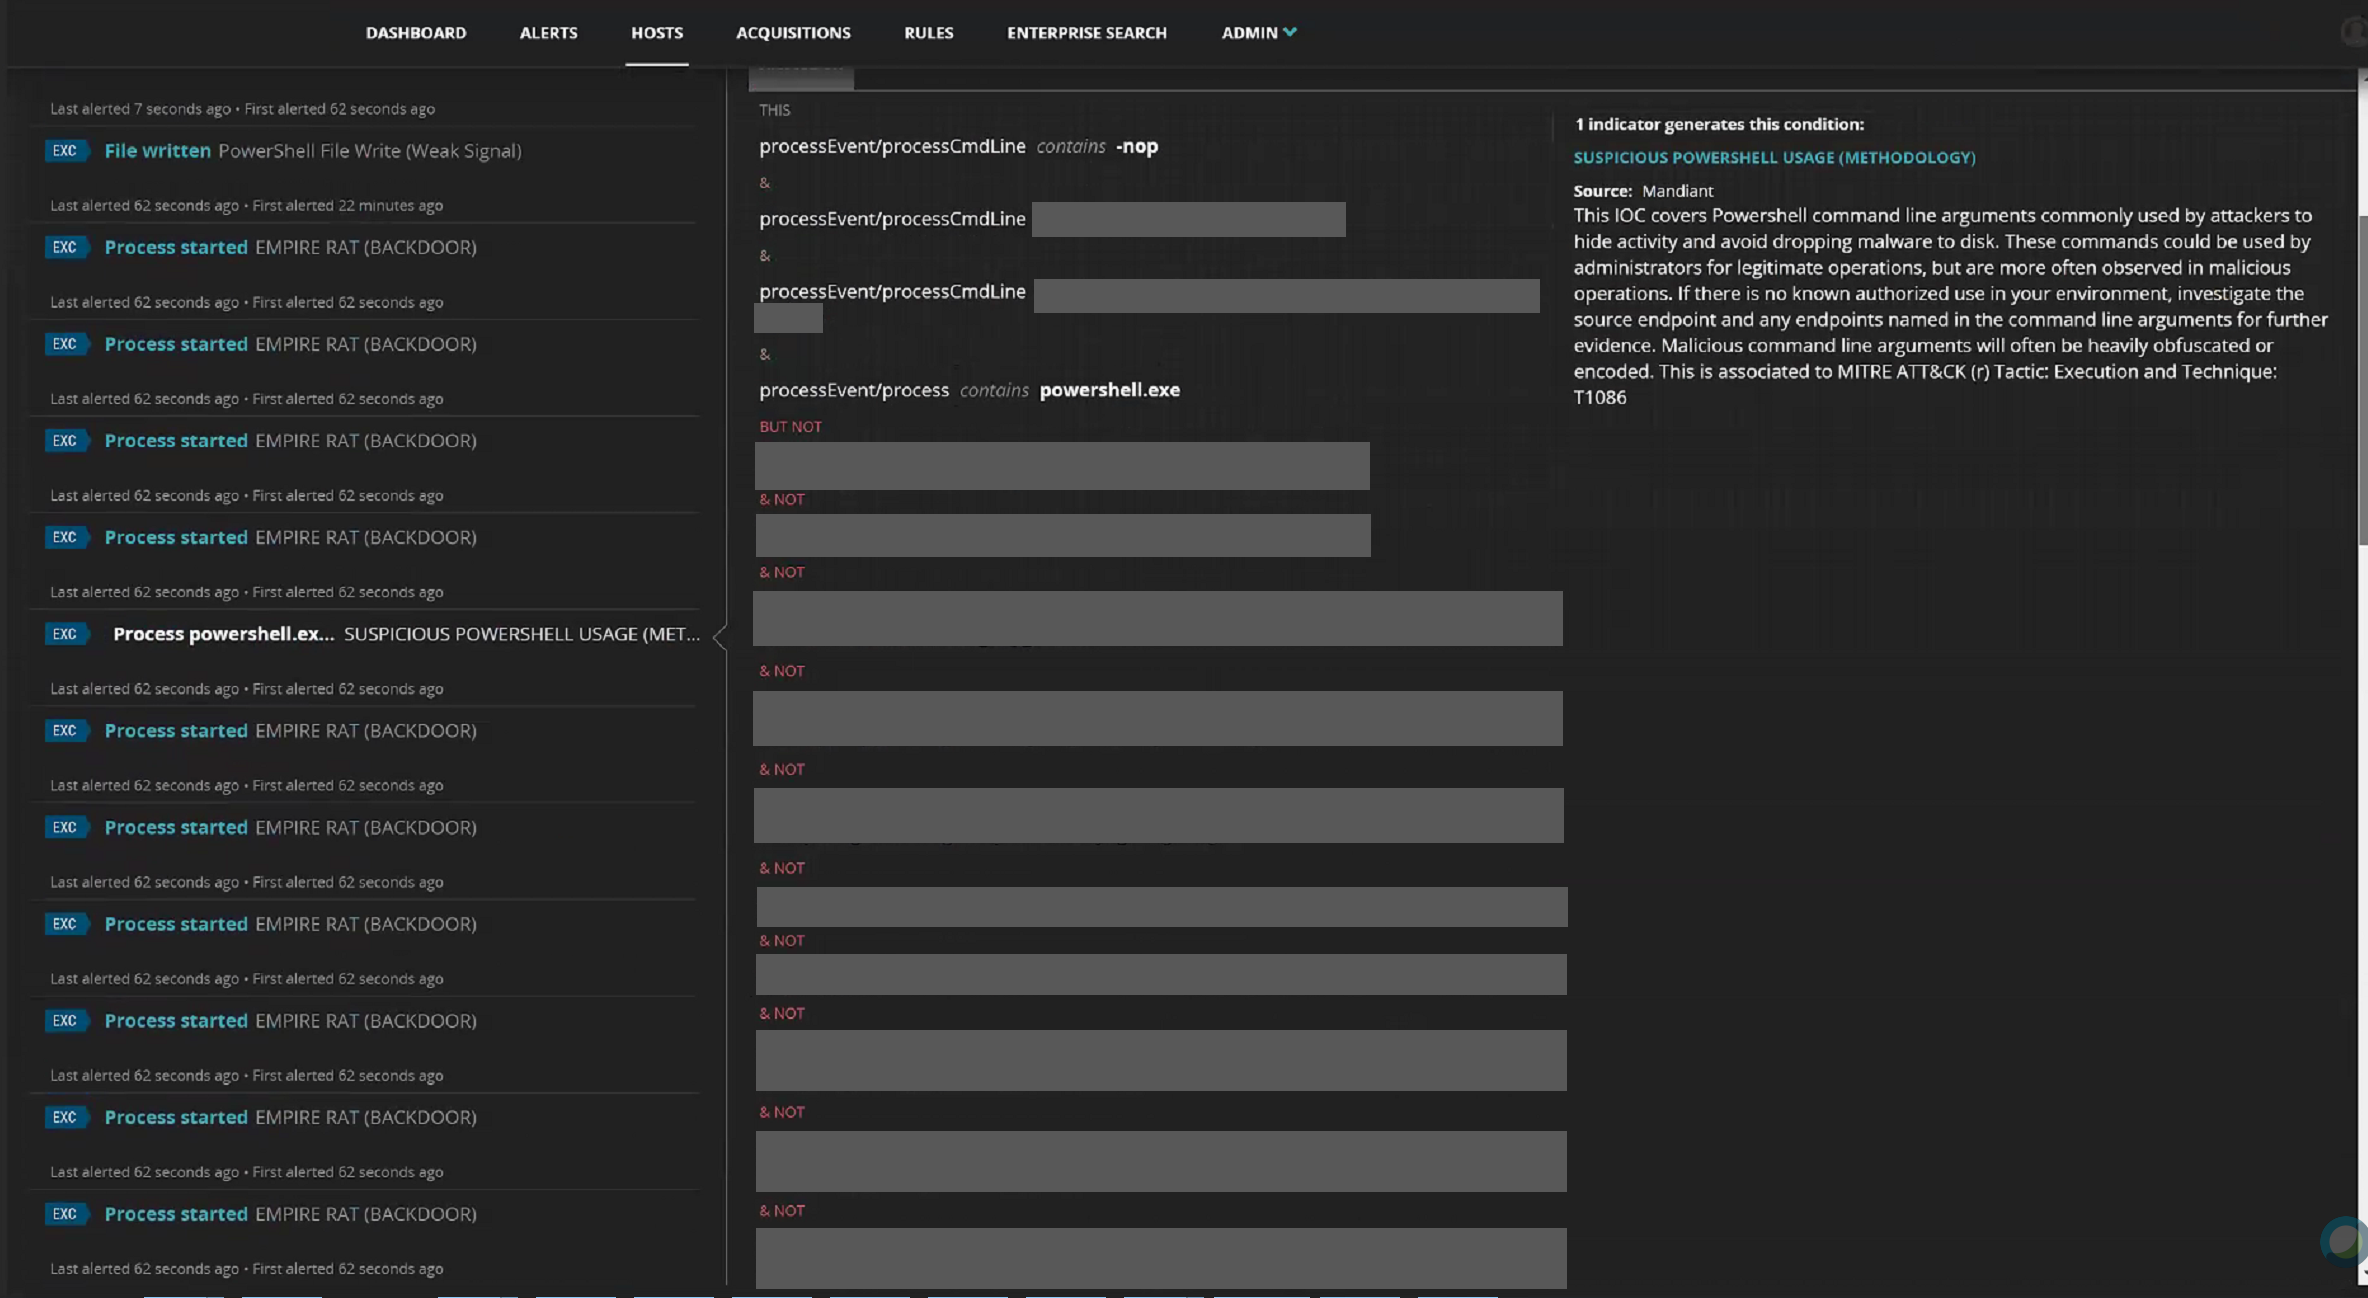 DASHBOARD ALERTS HOSTS ACQUISITIONS RULES ENTERPRISE SEARCH ADMIN
Last alerted 7 seconds ago • First alerted 62 seconds ago
EXC File written PowerShell File Write (Weak Signal)
Last alerted 62 seconds ago • First alerted 22 minutes ago
EXC Process started EMPIRE RAT (BACKDOOR)
Last alerted 62 seconds ago • First alerted 62 seconds ago
EXC Process started EMPIRE RAT (BACKDOOR)
Last alerted 62 seconds ago • First alerted 62 seconds ago
EXC Process started EMPIRE RAT (BACKDOOR)
Last alerted 62 seconds ago • First alerted 62 seconds ago
EXC Process started EMPIRE RAT (BACKDOOR)
Last alerted 62 seconds ago • First alerted 62 seconds ago
EXC Process powershell.ex... SUSPICIOUS POWERSHELL USAGE (MET...
Last alerted 62 seconds ago • First alerted 62 seconds ago
EXC Process started EMPIRE RAT (BACKDOOR)
Last alerted 62 seconds ago • First alerted 62 seconds ago
EXC Process started EMPIRE RAT (BACKDOOR)
Last alerted 62 seconds ago • First alerted 62 seconds ago
EXC Process started EMPIRE RAT (BACKDOOR)
Last alerted 62 seconds ago • First alerted 62 seconds ago
EXC Process started EMPIRE RAT (BACKDOOR)
Last alerted 62 seconds ago • First alerted 62 seconds ago
EXC Process started EMPIRE RAT (BACKDOOR)
Last alerted 62 seconds ago • First alerted 62 seconds ago
EXC Process started EMPIRE RAT (BACKDOOR)
Last alerted 62 seconds ago • First alerted 62 seconds ago
THIS
processEvent/processCmdLine contains -nop
&
processEvent/processCmdLine
&
processEvent/processCmdLine
&
processEvent/process contains powershell.exe
BUT NOT
& NOT
& NOT
& NOT
& NOT
& NOT
& NOT
& NOT
& NOT
& NOT
1 indicator generates this condition:
SUSPICIOUS POWERSHELL USAGE (METHODOLOGY)
Source: Mandiant
This IOC covers Powershell command line arguments commonly used by attackers to
hide activity and avoid dropping malware to disk. These commands could be used by
administrators for legitimate operations, but are more often observed in malicious
operations. If there is no known authorized use in your environment, investigate the
source endpoint and any endpoints named in the command line arguments for further
evidence. Malicious command line arguments will often be heavily obfuscated or
encoded. This is associated to MITRE ATT&CK (r) Tactic: Execution and Technique:
T1086